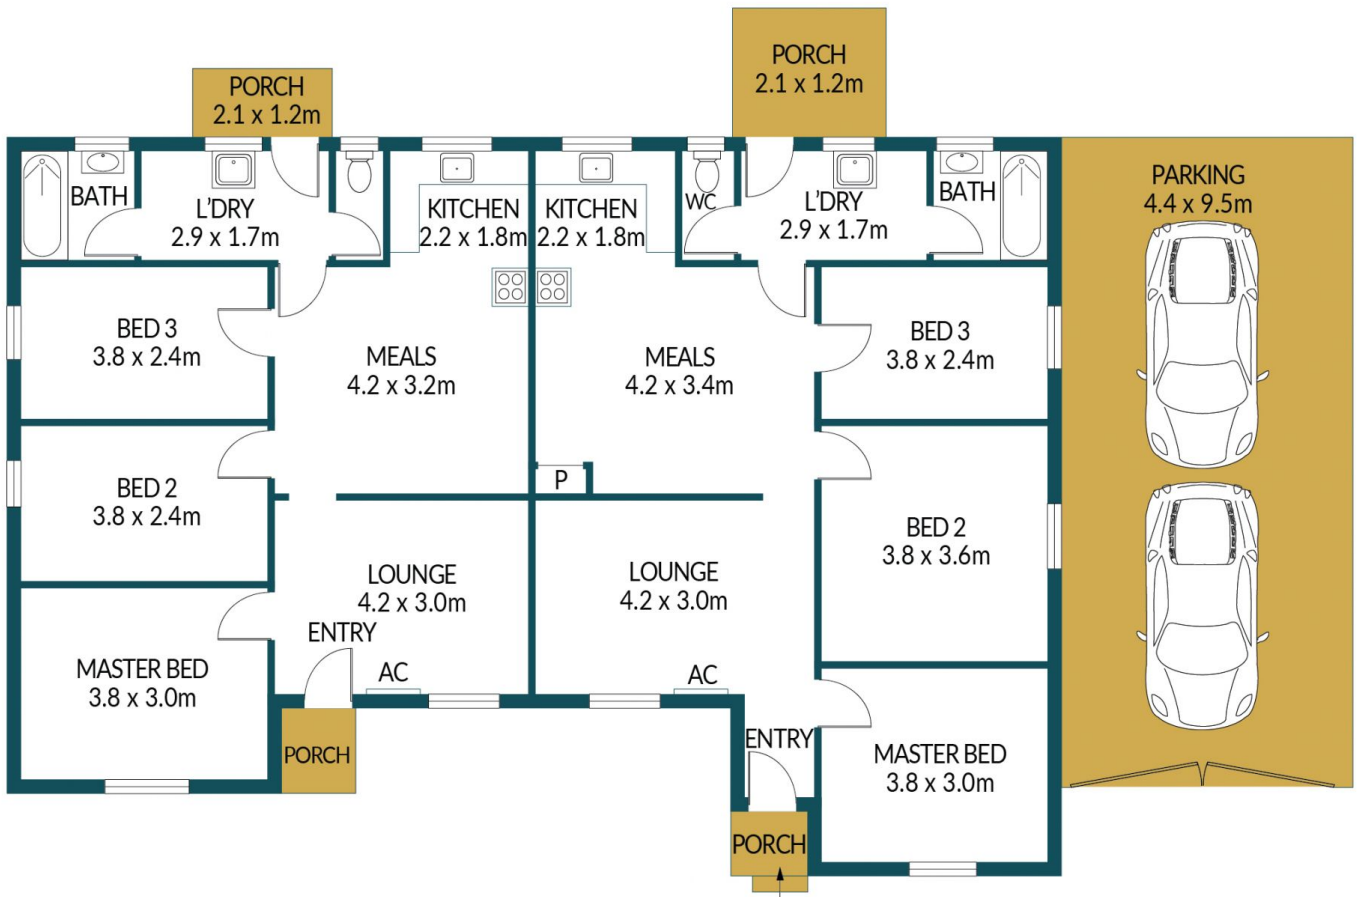 PORCH
2.1 x 1.2m
PORCH
2.1 x 1.2m
BATH
L'DRY
2.9 x 1.7m
KITCHEN
2.2 x 1.8m
KITCHEN
2.2 x 1.8m
WC
L'DRY
2.9 x 1.7m
BATH
PARKING
4.4 x 9.5m
BED 3
3.8 x 2.4m
MEALS
4.2 x 3.2m
MEALS
4.2 x 3.4m
BED 3
3.8 x 2.4m
BED 2
3.8 x 2.4m
P
BED 2
3.8 x 3.6m
LOUNGE
4.2 x 3.0m
LOUNGE
4.2 x 3.0m
ENTRY
MASTER BED
3.8 x 3.0m
AC
AC
PORCH
ENTRY
MASTER BED
3.8 x 3.0m
PORCH